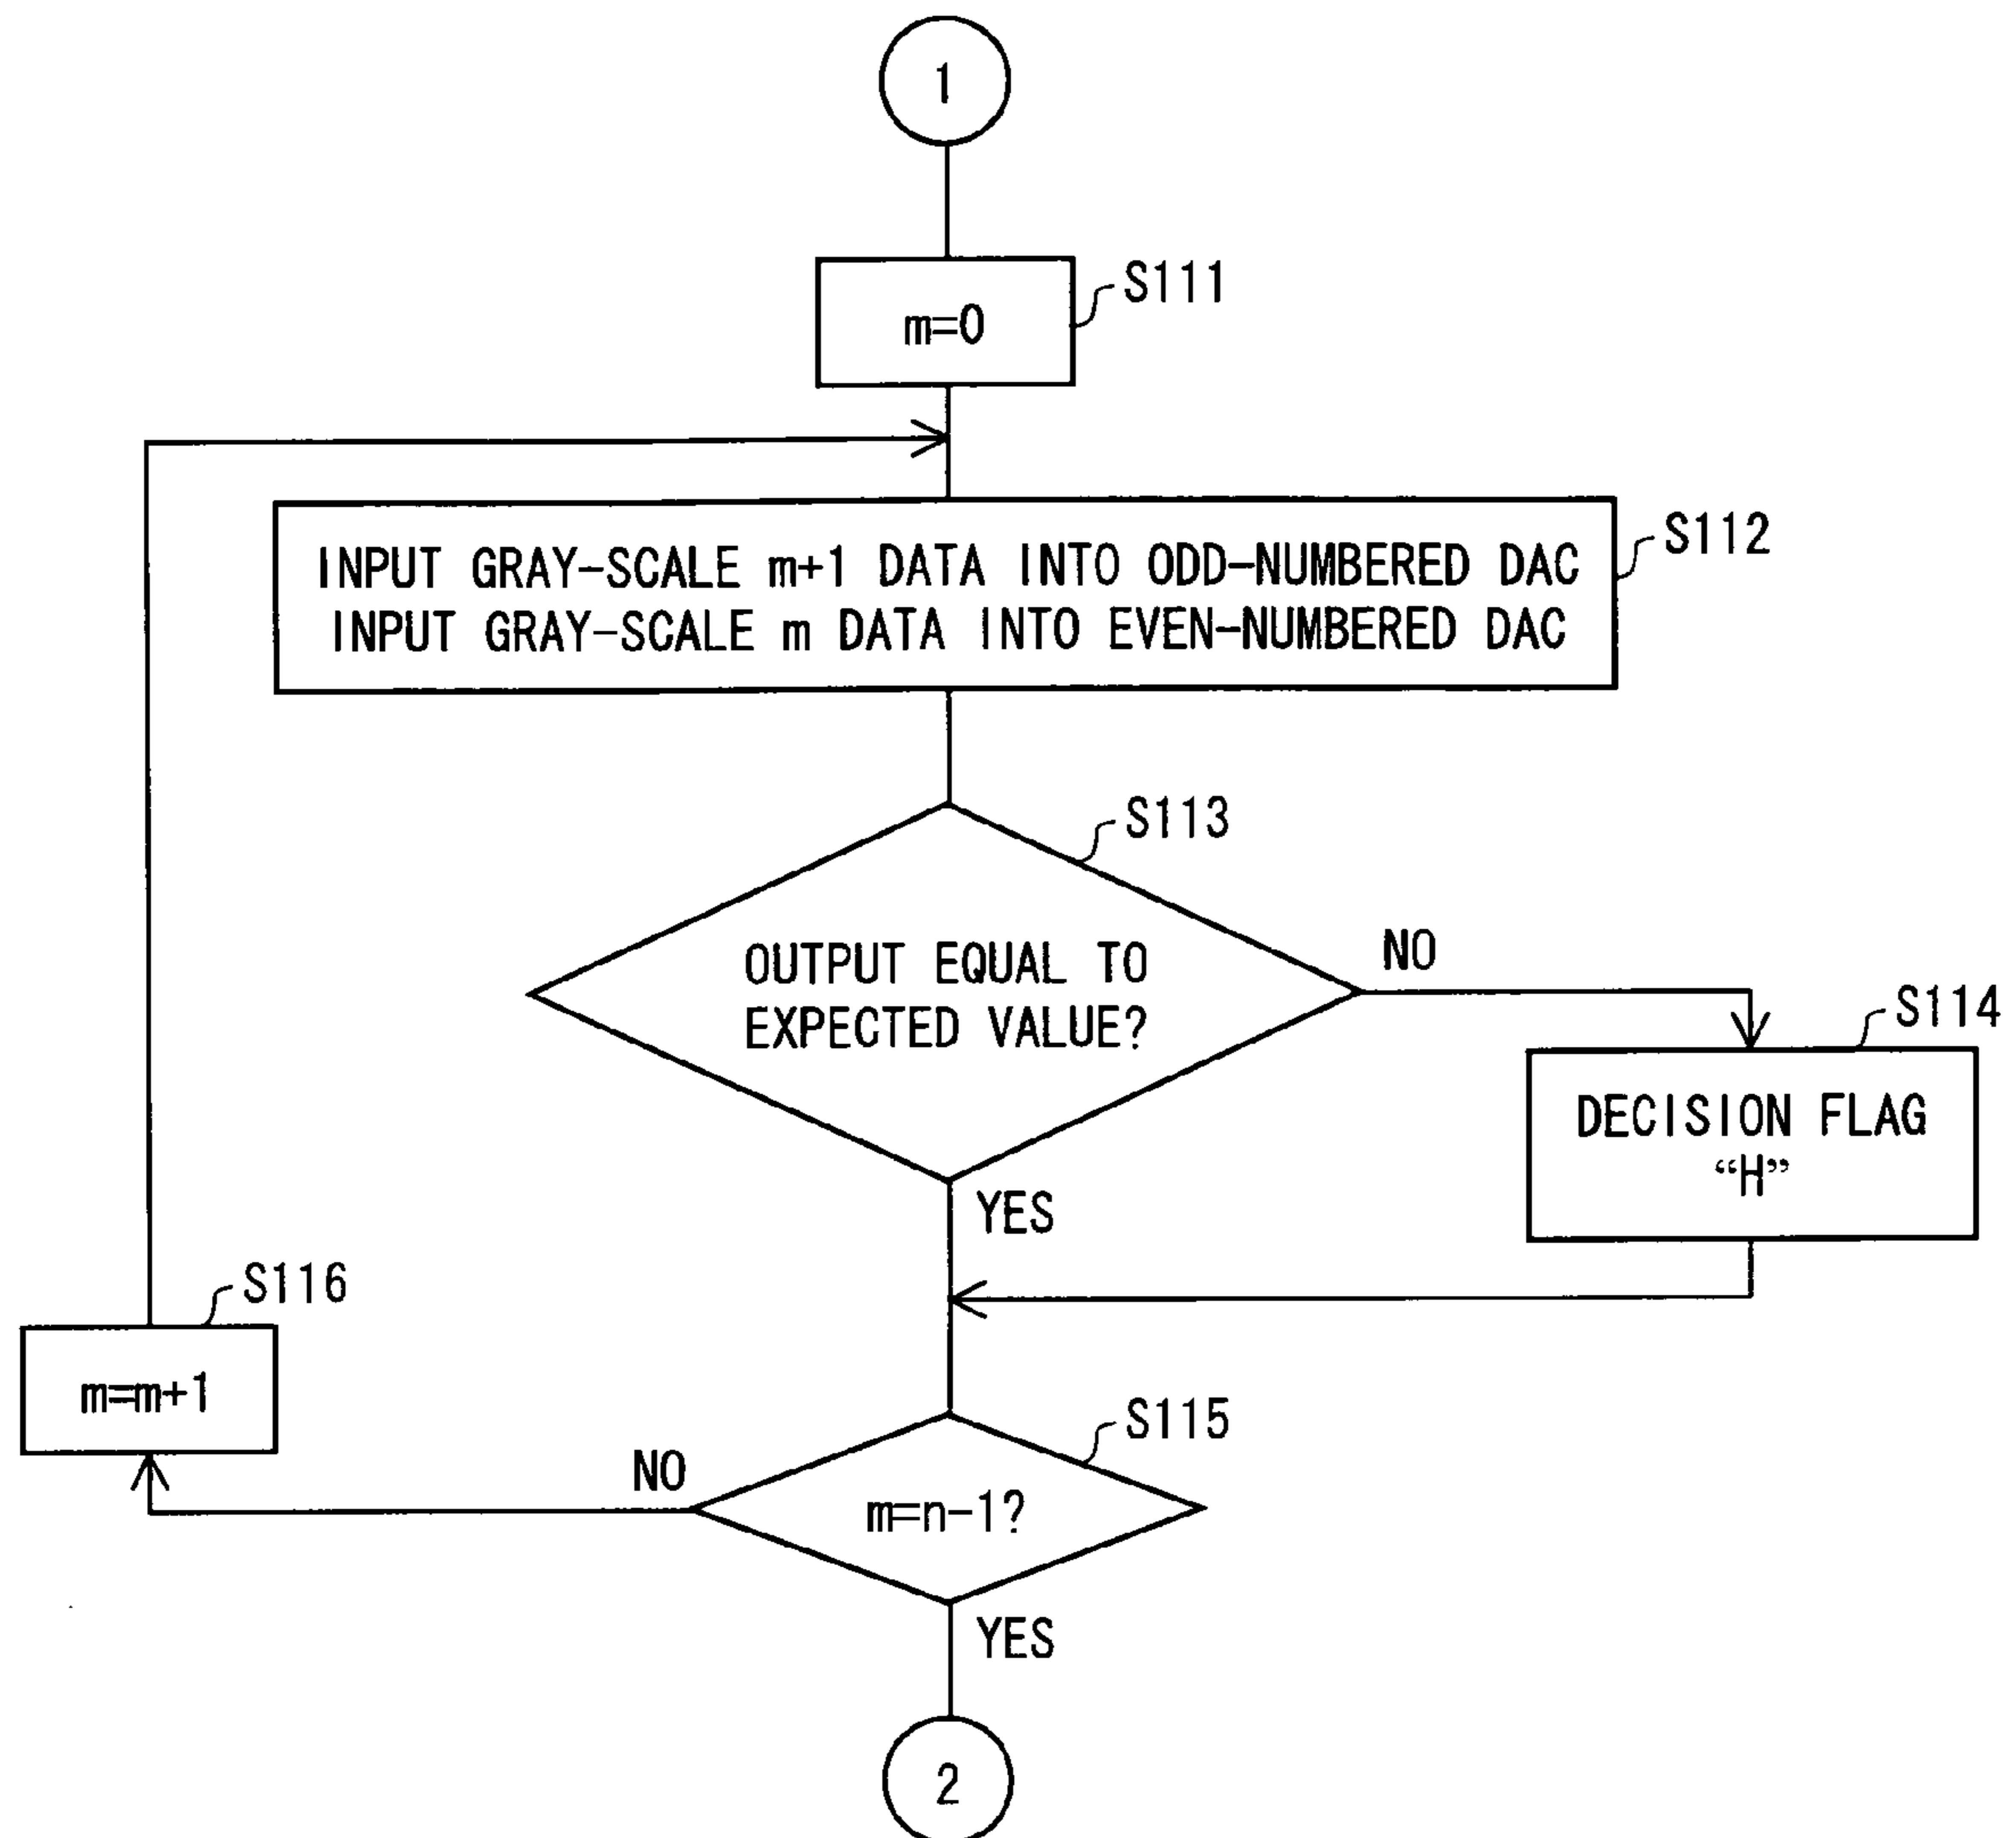 1
S111
m=0
S112
INPUT GRAY-SCALE m+1 DATA INTO ODD-NUMBERED DAC
INPUT GRAY-SCALE m DATA INTO EVEN-NUMBERED DAC
S113
OUTPUT EQUAL TO
EXPECTED VALUE?
NO
S114
DECISION FLAG
“H”
YES
S116
m=m+1
S115
NO
m=n-1?
YES
2